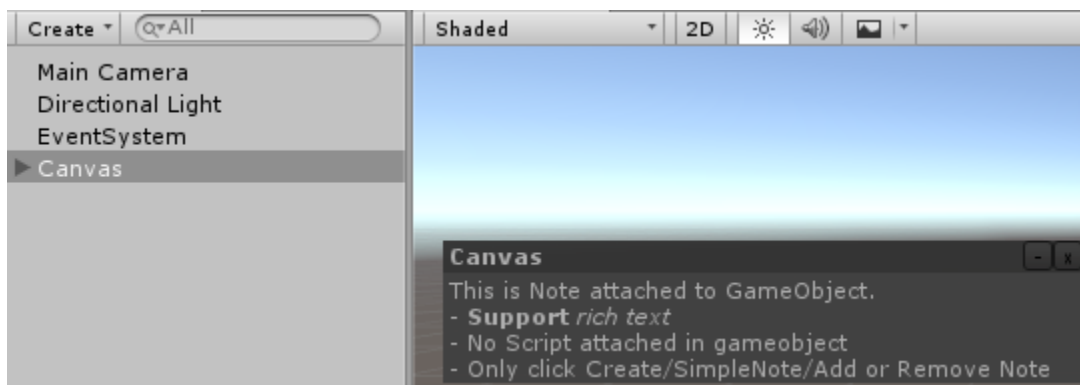 Create
All
Main Camera
Directional Light
EventSystem
Canvas
Shaded
2D
Canvas
- x
This is Note attached to GameObject.
- Support rich text
- No Script attached in gameobject
- Only click Create/SimpleNote/Add or Remove Note